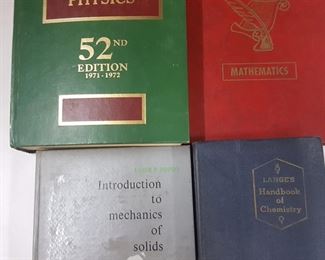 PHYSICS
52ND
EDITION
1971-1972
MATHEMATICS
Introduction
to
mechanics
of
solids
LANGE'S
Handbook
of
Chemistry